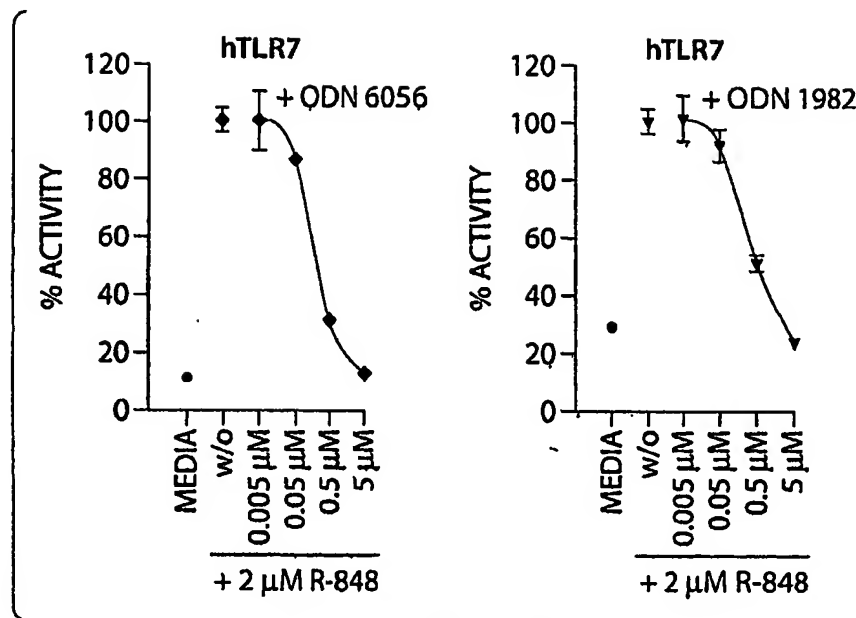 hTLR7
120
100
80
60
40
20
0
% ACTIVITY
+ ODN 6056
MEDIA
w/o
0.005 µM
0.05 µM
0.5 µM
5 µM
+ 2 µM R-848
hTLR7
120
100
80
60
40
20
0
% ACTIVITY
+ ODN 1982
MEDIA
w/o
0.005 µM
0.05 µM
0.5 µM
5 µM
+ 2 µM R-848